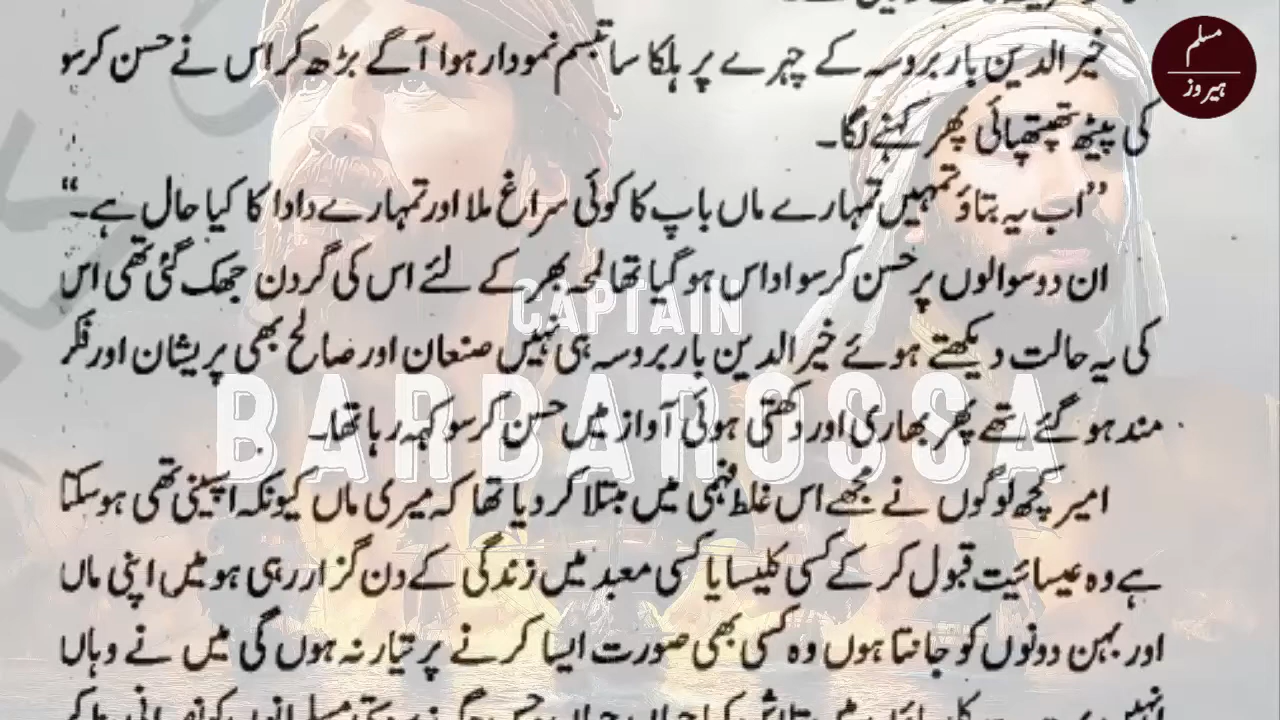 مسلم
ہیروز
خیر الدین باربروسہ کے چہرے پر ہلکا سا تبسم نمودار ہوا آگے بڑھ کر اس نے حسن کرسو
کی پیٹھ تھپتھپائی پھر کہنے لگا۔
”اب یہ بتاؤ تمہیں تمہارے ماں باپ کا کوئی سراغ ملا اور تمہارے دادا کا کیا حال ہے۔“
ان دو سوالوں پر حسن کرسو اداس ہو گیا تھا لمحہ بھر کے لئے اس کی گردن جھک گئی تھی اس
کی یہ حالت دیکھتے ہوئے خیر الدین باربروسہ ہی نہیں صنعان اور صالح بھی پریشان اور فکر
مند ہو گئے تھے پھر بھاری اور دکھتی ہوئی آواز میں حسن کرسو کہہ رہا تھا۔
امیر کچھ لوگوں نے مجھے اس غلط فہمی میں مبتلا کر دیا تھا کہ میری ماں کیونکہ اسپینی تھی ہو سکتا
ہے وہ عیسائیت قبول کر کے کسی کلیسا یا کسی معبد میں زندگی کے دن گزار رہی ہو میں اپنی ماں
اور بہن دونوں کو جانتا ہوں وہ کسی بھی صورت ایسا کرنے پر تیار نہ ہوں گی میں نے وہاں
CAPTAIN
BARBAROSSA